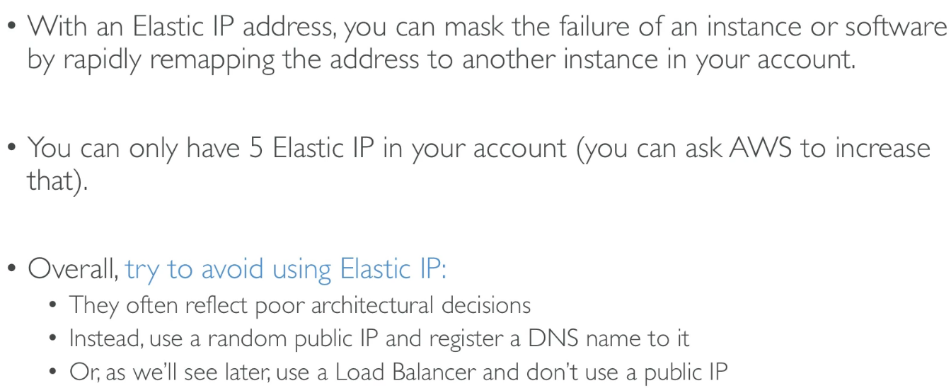 • With an Elastic IP address, you can mask the failure of an instance or software
by rapidly remapping the address to another instance in your account.
• You can only have 5 Elastic IP in your account (you can ask AWS to increase
that).
• Overall, try to avoid using Elastic IP:
• They often reflect poor architectural decisions
• Instead, use a random public IP and register a DNS name to it
• Or, as we'll see later, use a Load Balancer and don't use a public IP